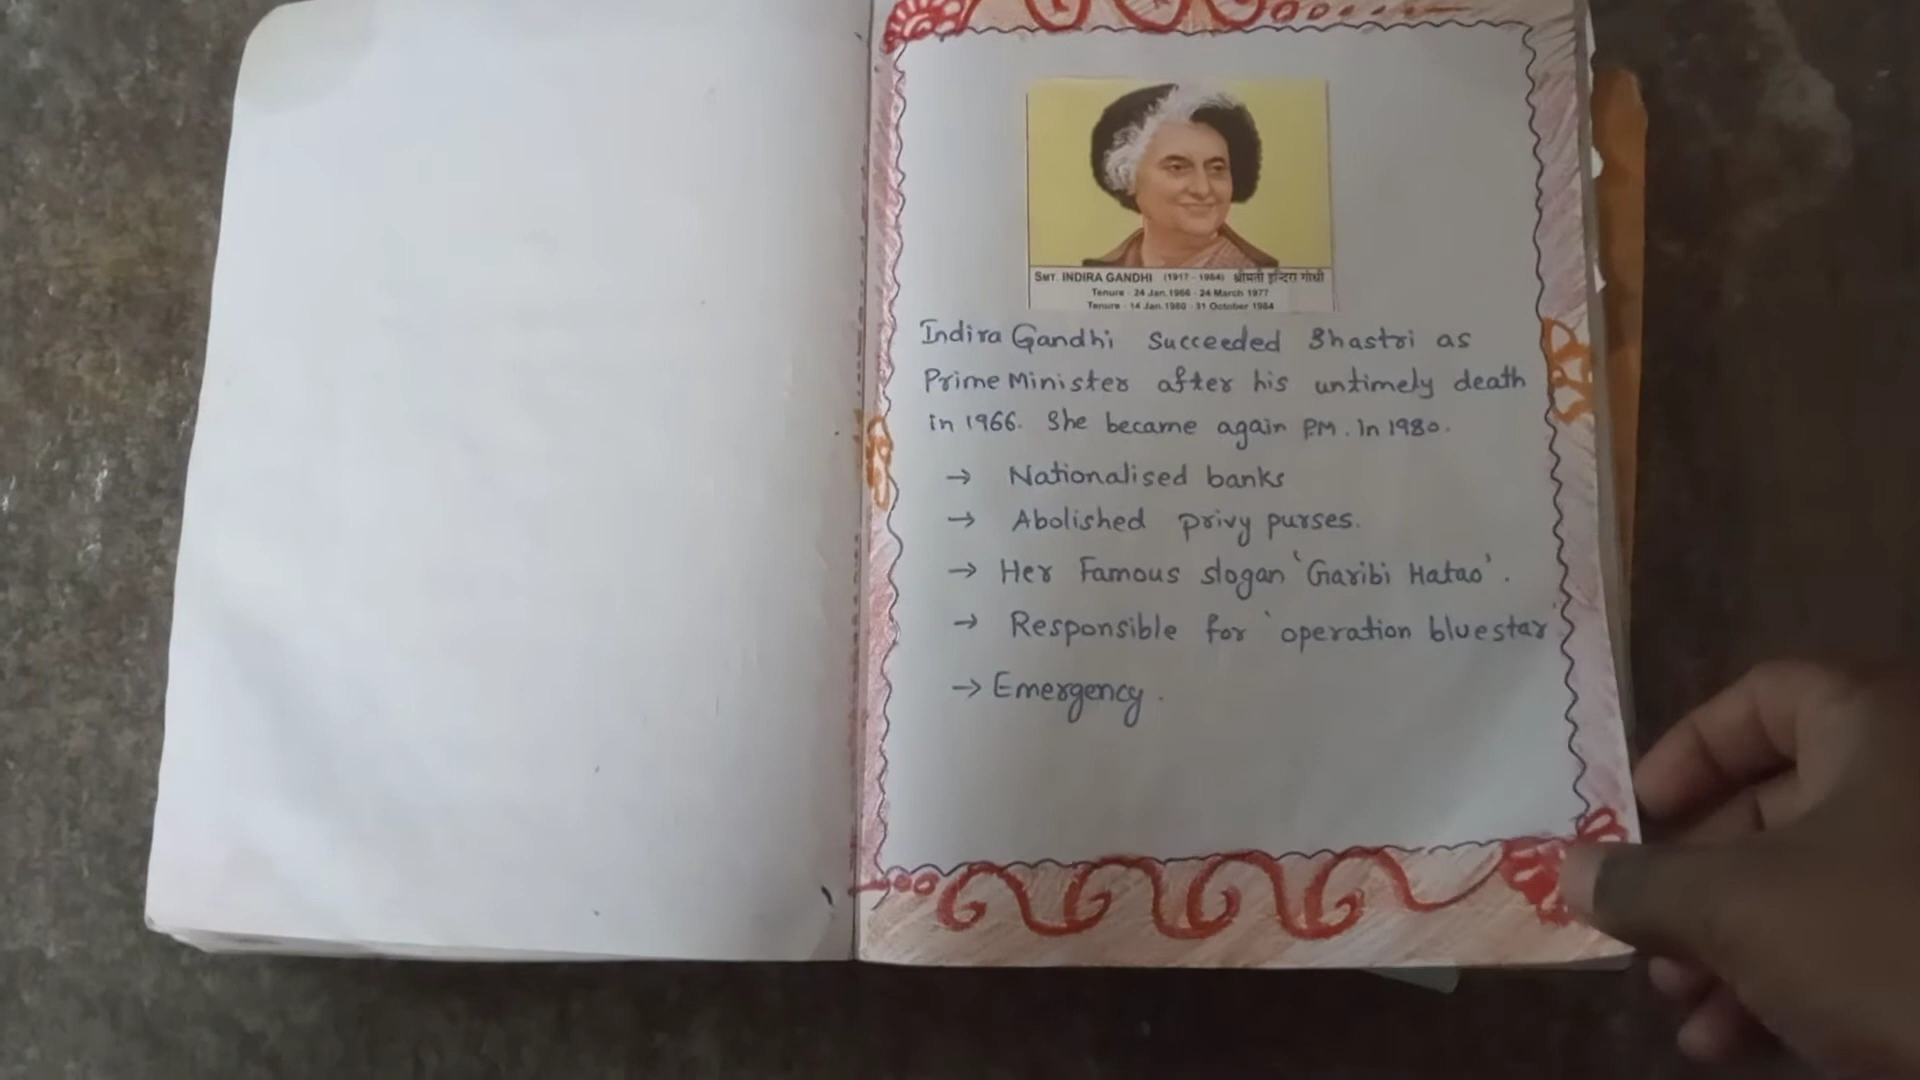 SMT. INDIRA GANDHI (1917 - 1984) श्रीमती इन्दिरा गांधी
Tenure - 24 Jan.1966 - 24 March 1977
Tenure - 14 Jan.1980 - 31 October 1984
Indira Gandhi Succeeded Shastri as
Prime Minister after his untimely death
in 1966. She became again P.M. In 1980.
→ Nationalised banks
→ Abolished privy purses.
→ Her Famous slogan 'Garibi Hatao'.
→ Responsible for 'operation bluestar'
→ Emergency.